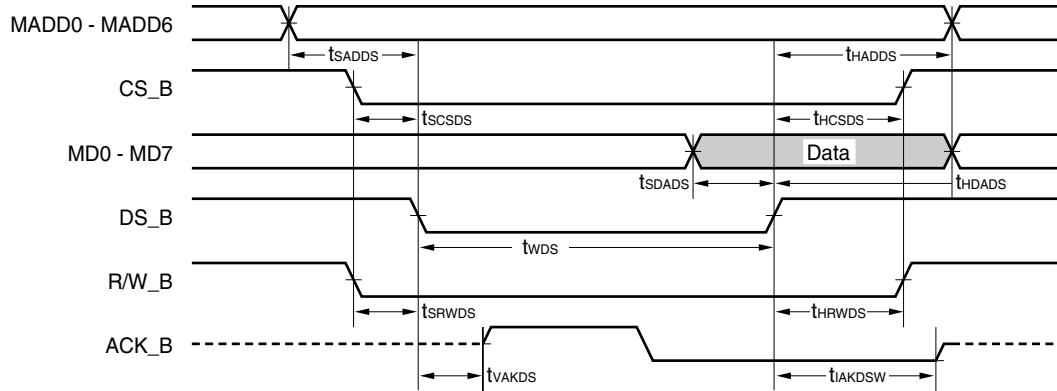 MADD0 - MADD6
tSADDS tHADDS
CS_B
tSCSDS tHCSDS
MD0 - MD7
Data
tSDADS tHDADS
DS_B
tWDS
R/W_B
tSRWDS tHRWDS
ACK_B
tVAKDS tIAKDSW